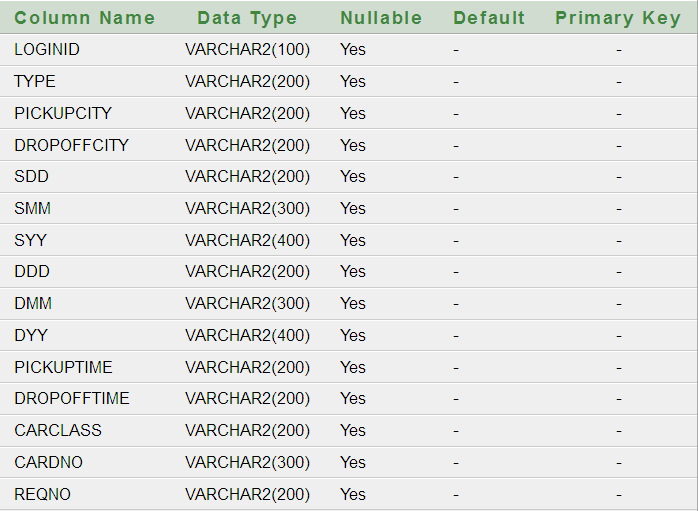 Column Name Data Type Nullable Default Primary Key
LOGINID VARCHAR2(100) Yes - -
TYPE VARCHAR2(200) Yes - -
PICKUPCITY VARCHAR2(200) Yes - -
DROPOFFCITY VARCHAR2(200) Yes - -
SDD VARCHAR2(200) Yes - -
SMM VARCHAR2(300) Yes - -
SYY VARCHAR2(400) Yes - -
DDD VARCHAR2(200) Yes - -
DMM VARCHAR2(300) Yes - -
DYY VARCHAR2(400) Yes - -
PICKUPTIME VARCHAR2(200) Yes - -
DROPOFFTIME VARCHAR2(200) Yes - -
CARCLASS VARCHAR2(200) Yes - -
CARDNO VARCHAR2(300) Yes - -
REQNO VARCHAR2(200) Yes - -